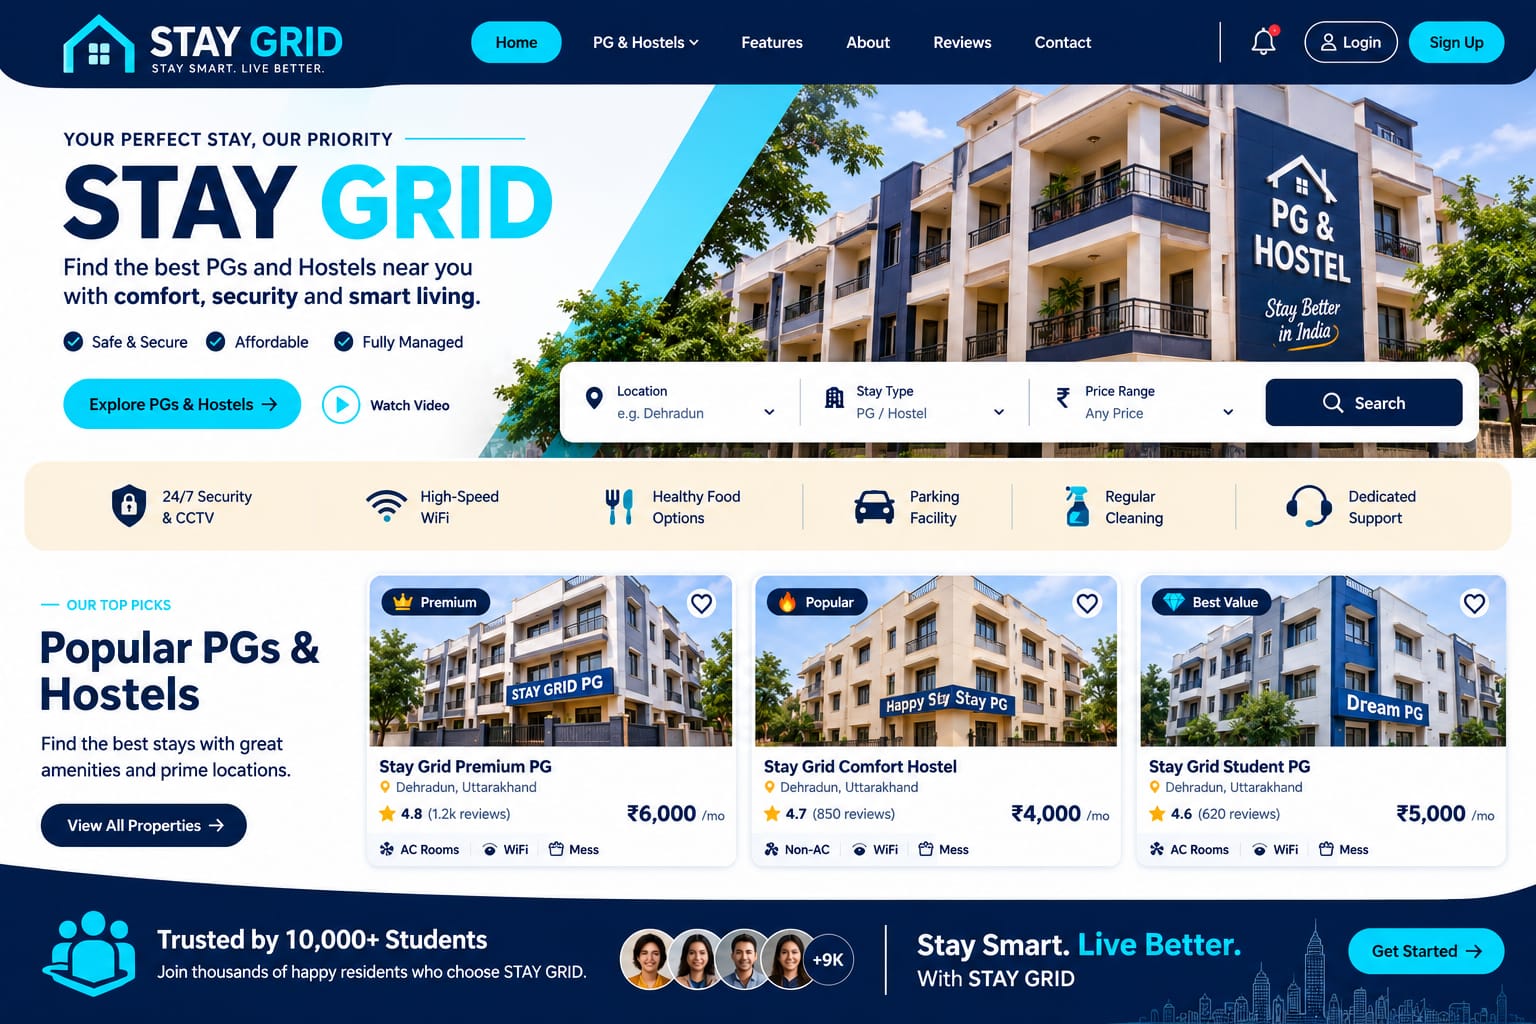 STAY GRID
STAY SMART. LIVE BETTER.
Home
PG & Hostels
Features
About
Reviews
Contact
Login
Sign Up
YOUR PERFECT STAY, OUR PRIORITY
STAY GRID
Find the best PGs and Hostels near you
with comfort, security and smart living.
Safe & Secure
Affordable
Fully Managed
Explore PGs & Hostels →
Watch Video
PG &
HOSTEL
Stay Better
in India
Location
e.g. Dehradun
Stay Type
PG / Hostel
₹
Price Range
Any Price
Search
24/7 Security
& CCTV
High-Speed
WiFi
Healthy Food
Options
Parking
Facility
Regular
Cleaning
Dedicated
Support
OUR TOP PICKS
Popular PGs &
Hostels
Find the best stays with great
amenities and prime locations.
View All Properties →
Premium
STAY GRID PG
Stay Grid Premium PG
Dehradun, Uttarakhand
4.8 (1.2k reviews)
₹6,000 /mo
AC Rooms
WiFi
Mess
Popular
Happy Sty Stay PG
Stay Grid Comfort Hostel
Dehradun, Uttarakhand
4.7 (850 reviews)
₹4,000 /mo
Non-AC
WiFi
Mess
Best Value
Dream PG
Stay Grid Student PG
Dehradun, Uttarakhand
4.6 (620 reviews)
₹5,000 /mo
AC Rooms
WiFi
Mess
Trusted by 10,000+ Students
Join thousands of happy residents who choose STAY GRID.
+9K
Stay Smart. Live Better.
With STAY GRID
Get Started →